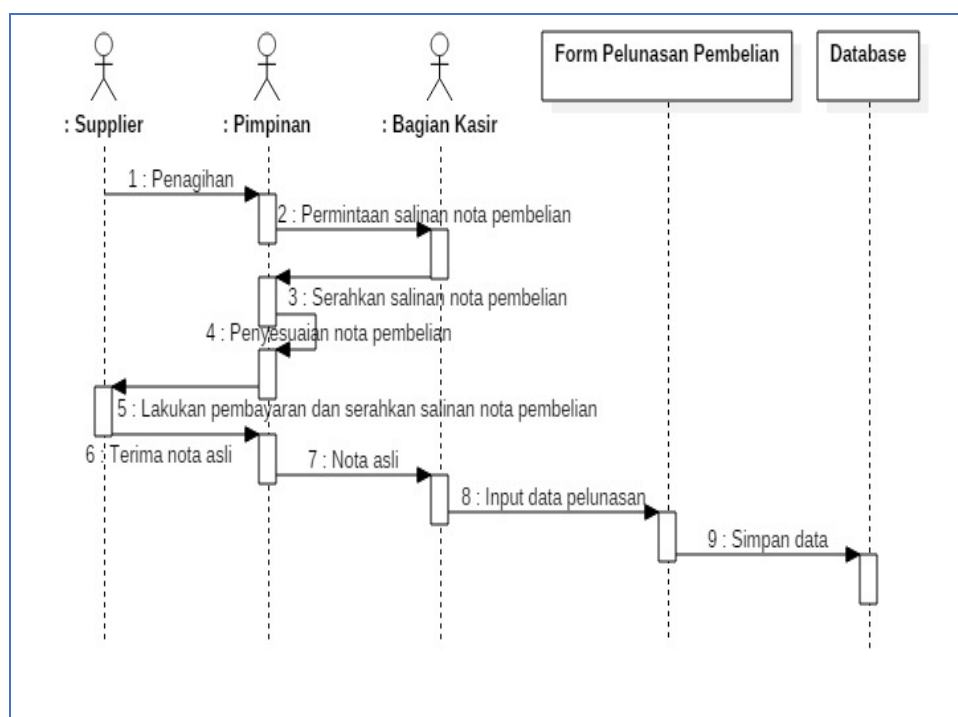 Form Pelunasan Pembelian
Database
: Supplier
: Pimpinan
: Bagian Kasir
1 : Penagihan
2 : Permintaan salinan nota pembelian
3 : Serahkan salinan nota pembelian
4 : Penyesuaian nota pembelian
5 : Lakukan pembayaran dan serahkan salinan nota pembelian
6 : Terima nota asli
7 : Nota asli
8 : Input data pelunasan
9 : Simpan data